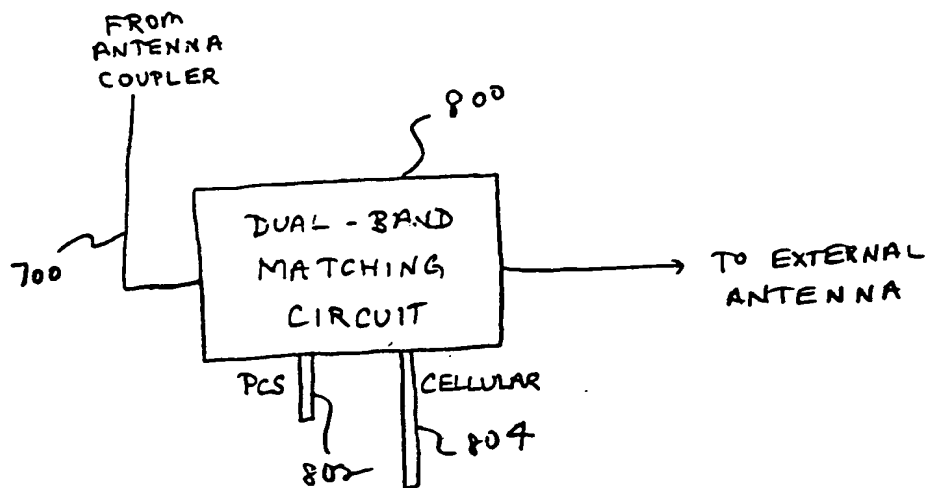 FROM
ANTENNA
COUPLER
800
DUAL-BAND
MATCHING
CIRCUIT
700
TO EXTERNAL
ANTENNA
PCS
CELLULAR
802
804